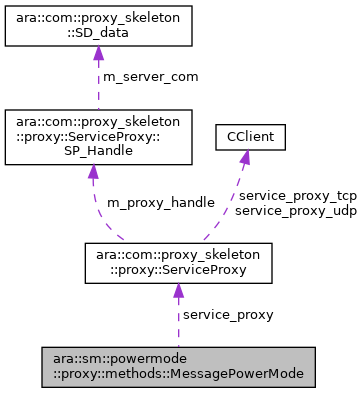 ara::com::proxy_skeleton
::SD_data
m_server_com
ara::com::proxy_skeleton
::proxy::ServiceProxy::
SP_Handle
CClient
m_proxy_handle
service_proxy_tcp
service_proxy_udp
ara::com::proxy_skeleton
::proxy::ServiceProxy
service_proxy
ara::sm::powermode
::proxy::methods::MessagePowerMode